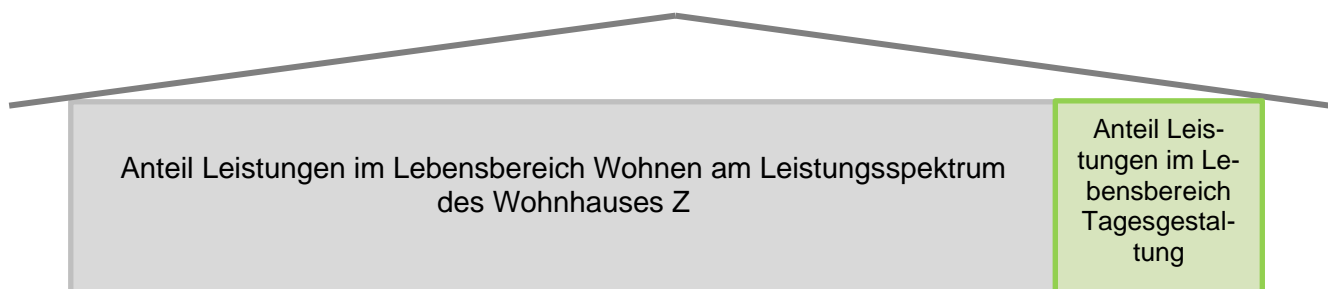 Anteil Leistungen im Lebensbereich Wohnen am Leistungsspektrum
des Wohnhauses Z
Anteil Leis-
tungen im Le-
bensbereich
Tagesgestal-
tung